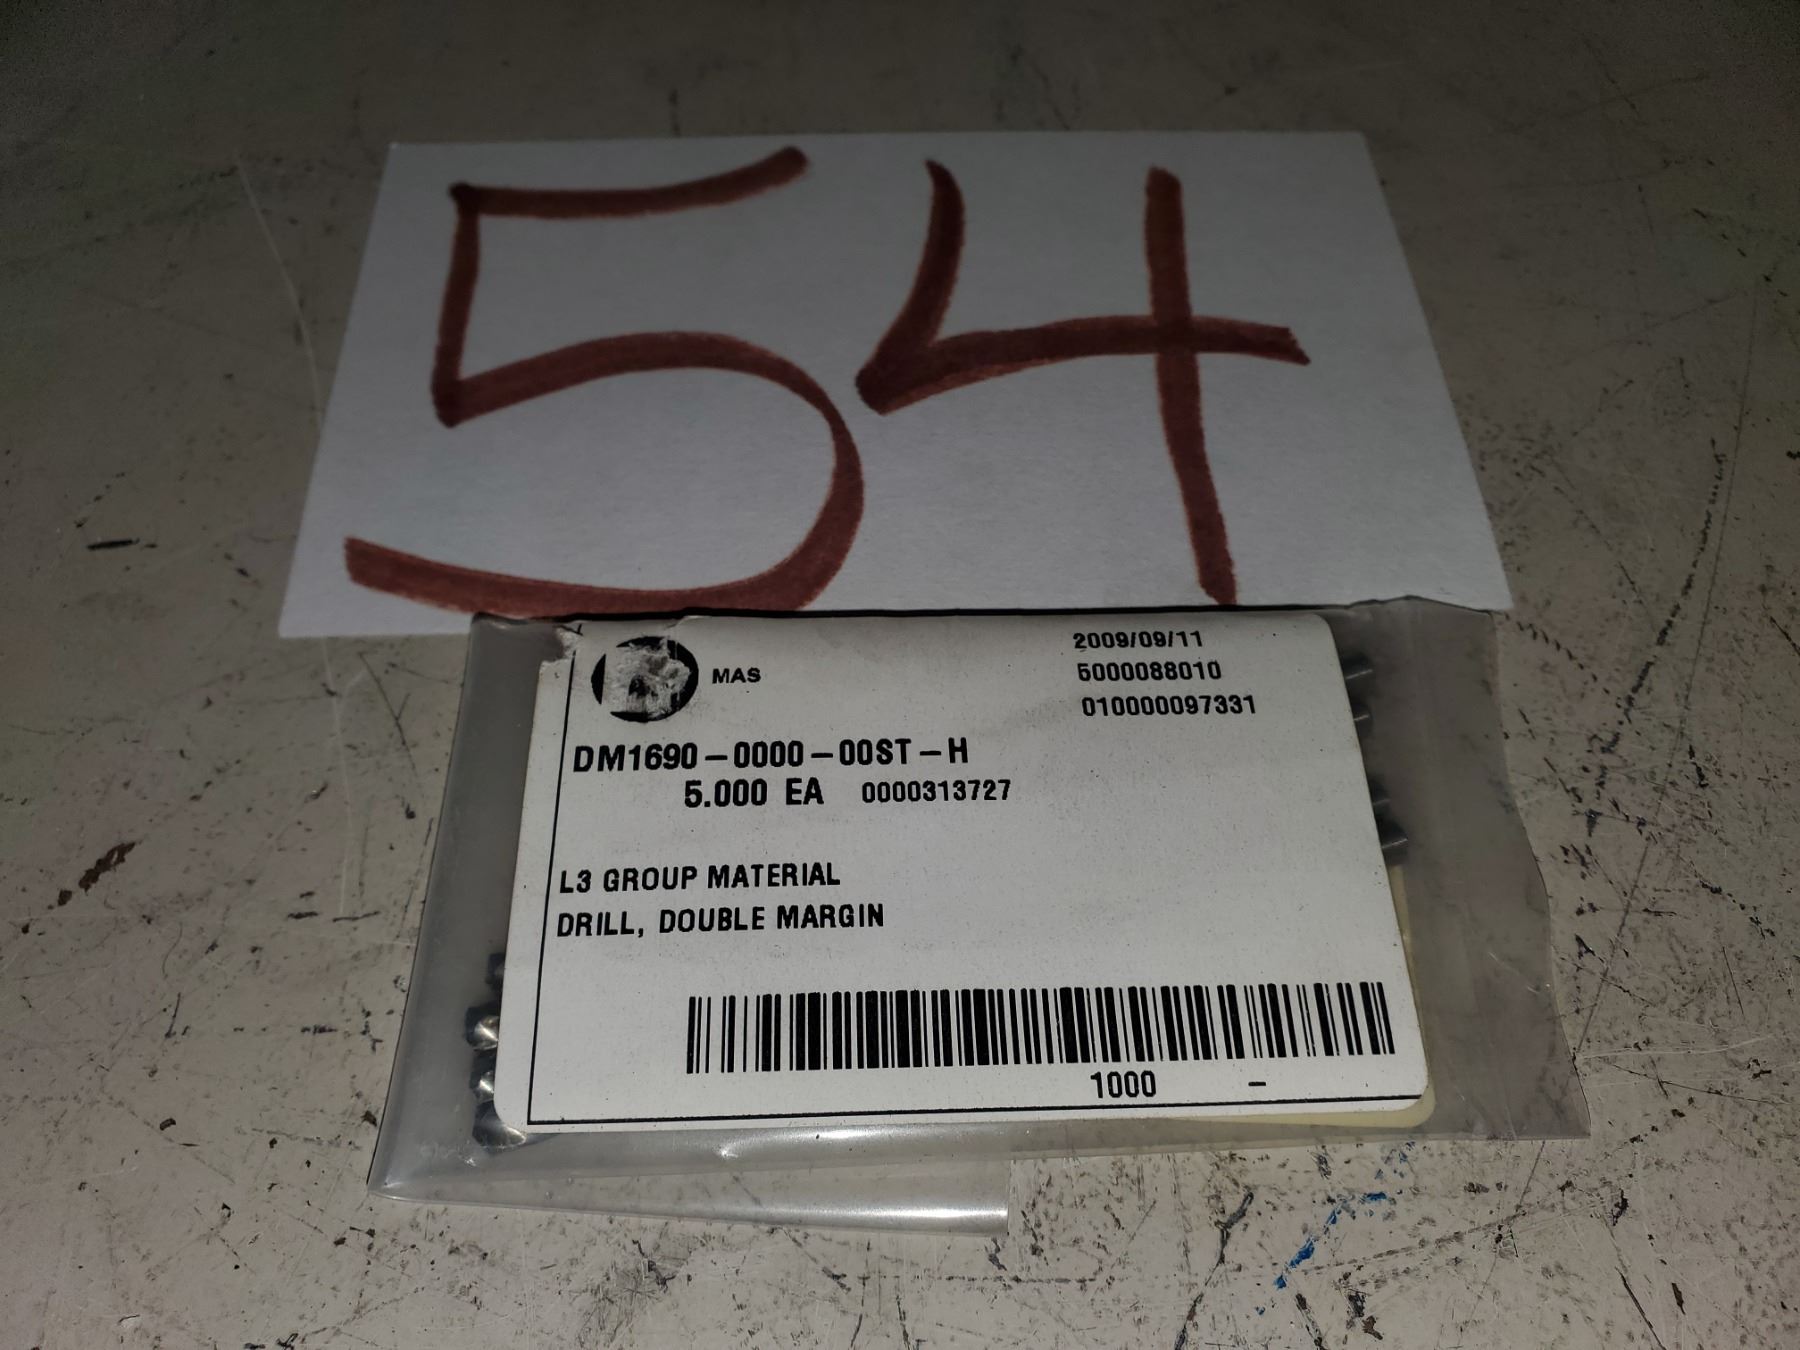 54
MAS
2009/09/11
5000088010
010000097331
DM1690-0000-00ST-H
5.000 EA 0000313727
L3 GROUP MATERIAL
DRILL, DOUBLE MARGIN
1000 -